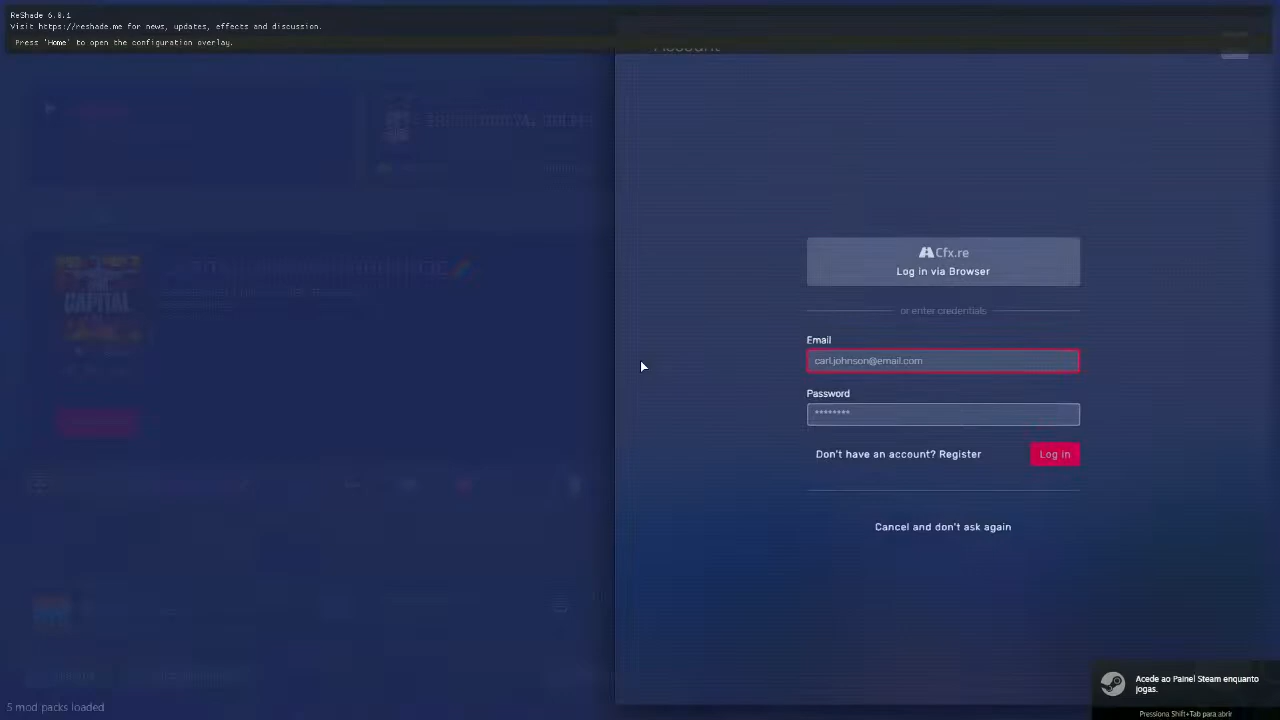 ReShade 6.0.1
Visit https://reshade.me for news, updates, effects and discussion.
Press 'Home' to open the configuration overlay.
Account
CAPITAL
Cfx.re
Log in via Browser
or enter credentials
Email
carl.johnson@email.com
Password
********
Don't have an account? Register
Log in
Cancel and don't ask again
5 mod packs loaded
Acede ao Painel Steam enquanto
jogas.
Pressiona Shift+Tab para abrir